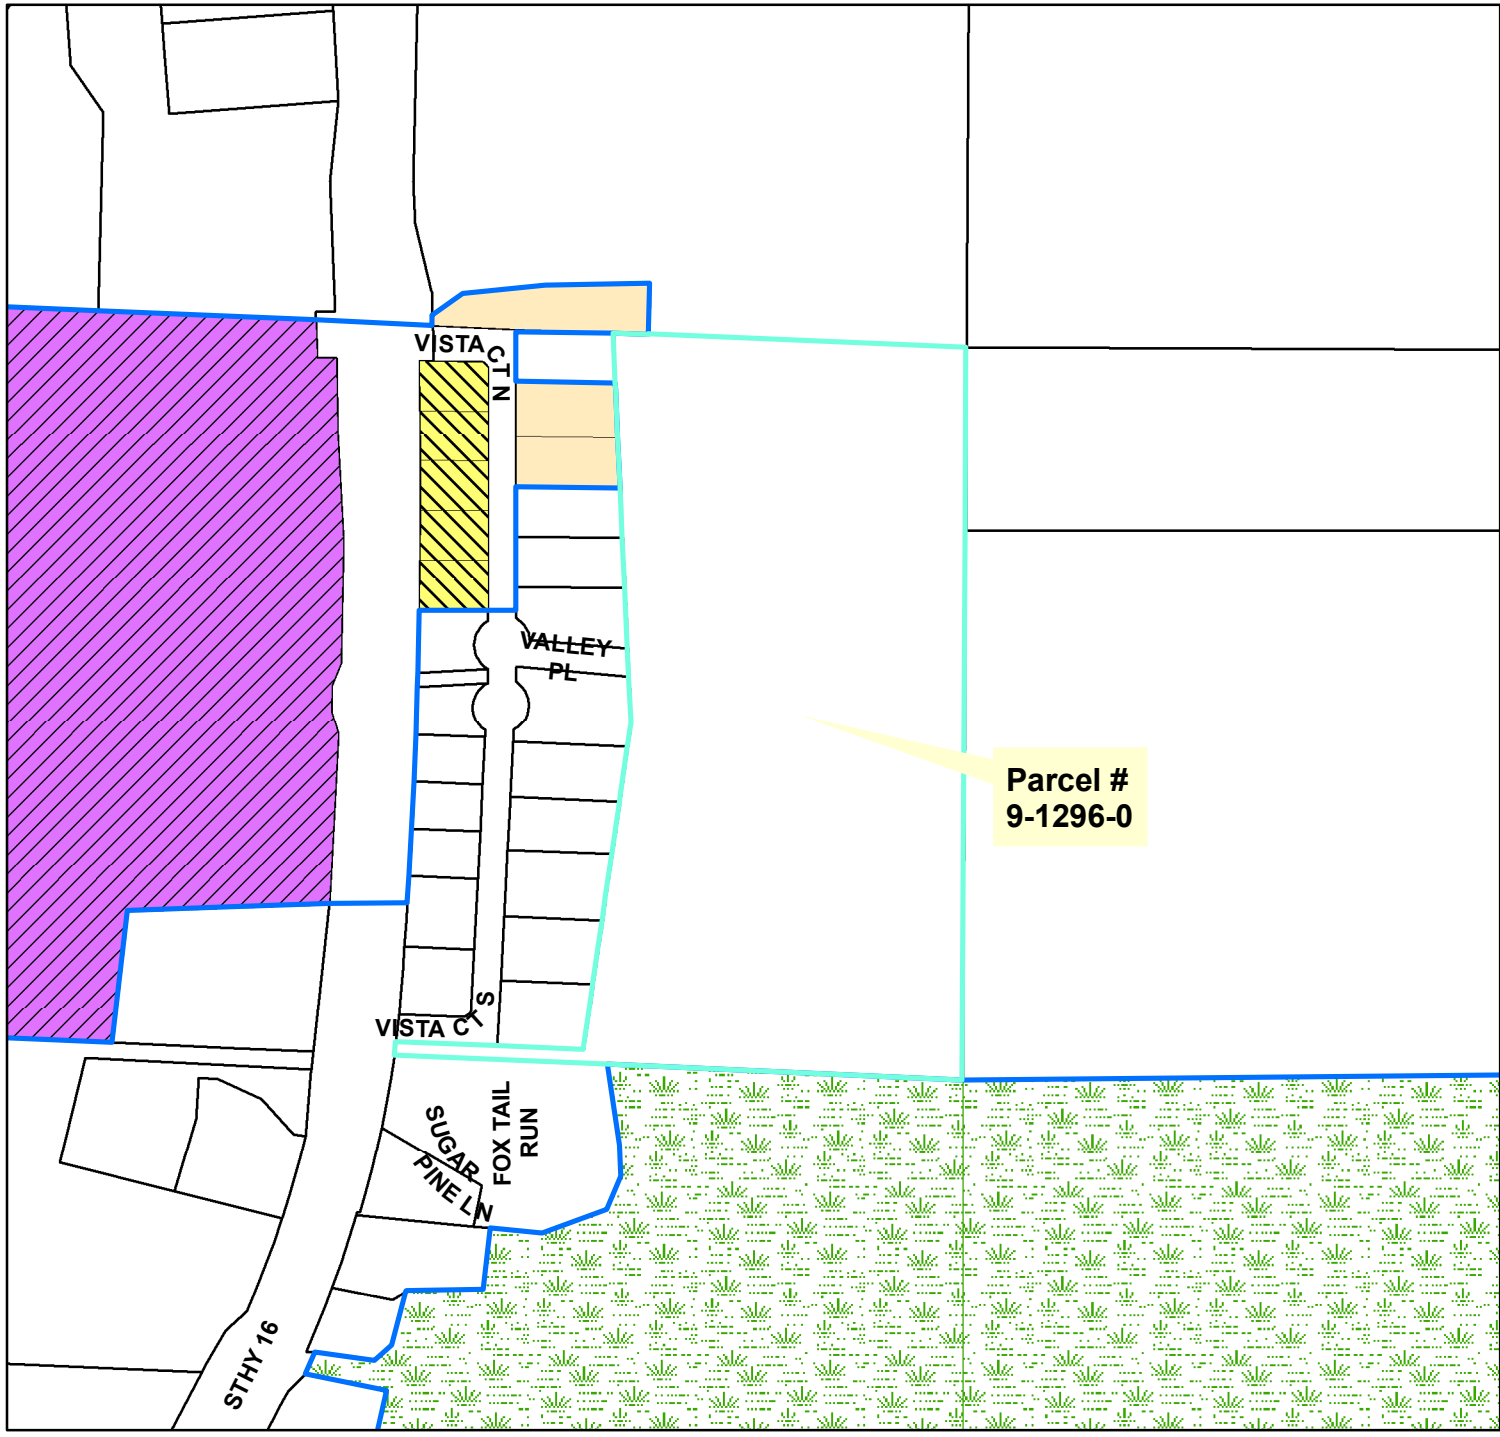 VISTA CT N
VALLEY
PL
Parcel #
9-1296-0
VISTA CT S
SUGAR
PINE LN
FOX TAIL
RUN
STHY 16